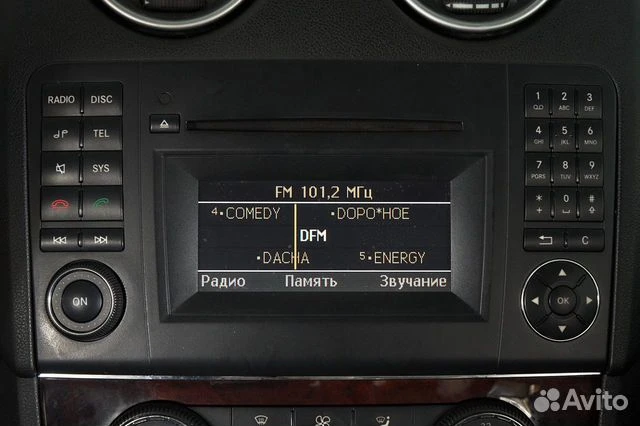 RADIO DISC
TEL
SYS
ON
FM 101,2 МГц
4·COMEDY ·DOPO*HOE
DFM
·DACHA 5·ENERGY
Радио Память Звучание
1 2 3
QO ABC DEF
4 5 6
GHI JKL MNO
7 8 9
PQRS TUV WXYZ
* 0 #
+
C
OK
Avito